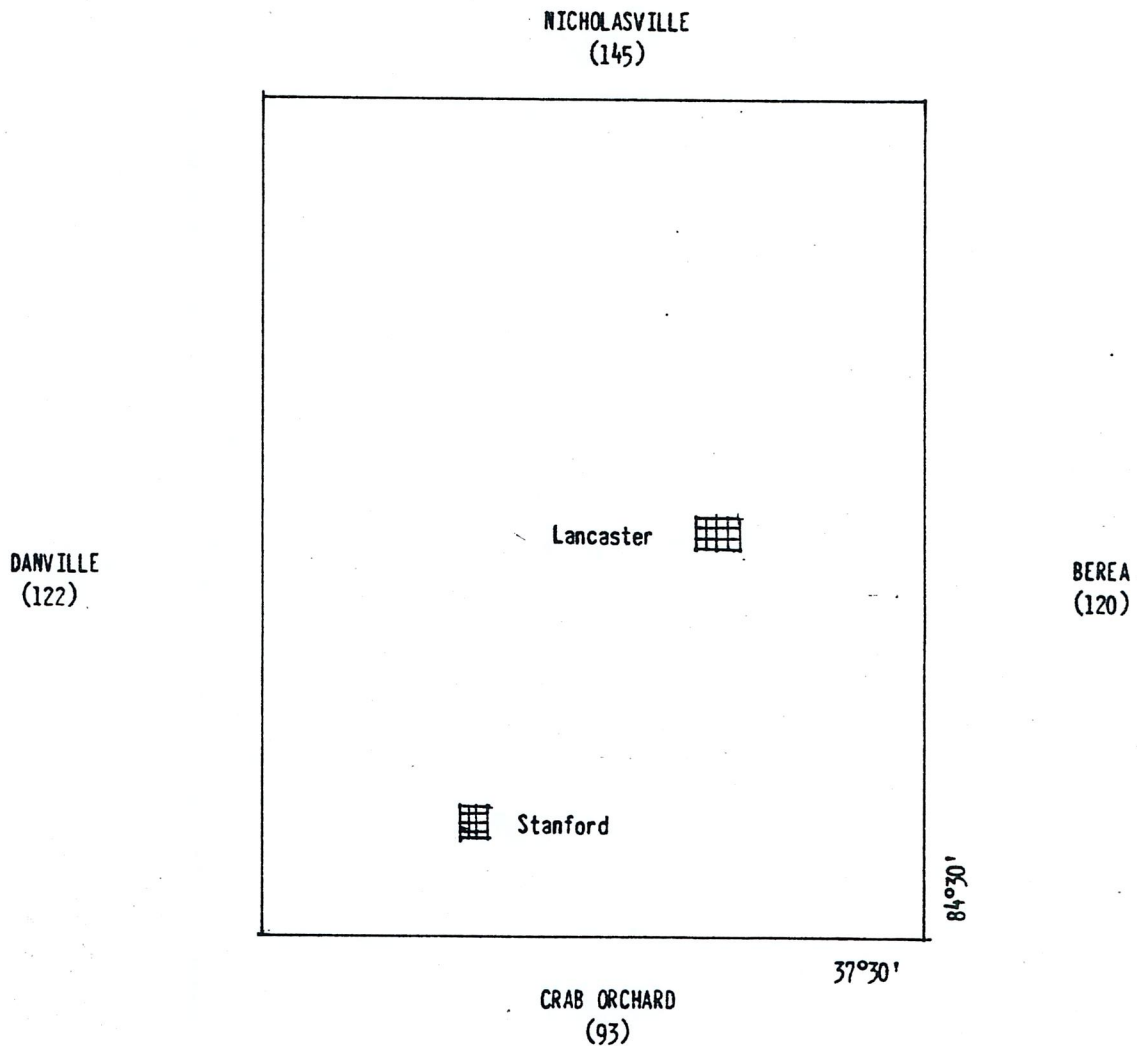 NICHOLASVILLE
(145)
Lancaster
DANVILLE
(122)
BEREA
(120)
Stanford
84°30'
37°30'
CRAB ORCHARD
(93)